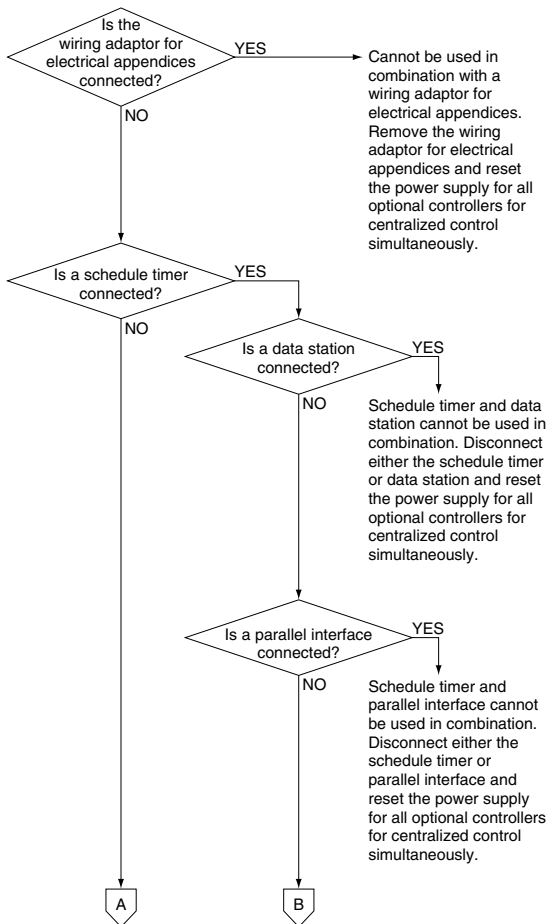 Is the
wiring adaptor for
electrical appendices
connected?
YES
NO
Cannot be used in
combination with a
wiring adaptor for
electrical appendices.
Remove the wiring
adaptor for electrical
appendices and reset
the power supply for all
optional controllers for
centralized control
simultaneously.
Is a schedule timer
connected?
YES
NO
Is a data station
connected?
YES
NO
Schedule timer and data
station cannot be used in
combination. Disconnect
either the schedule timer
or data station and reset
the power supply for all
optional controllers for
centralized control
simultaneously.
Is a parallel interface
connected?
YES
NO
Schedule timer and
parallel interface cannot
be used in combination.
Disconnect either the
schedule timer or
parallel interface and
reset the power supply
for all optional controllers
for centralized control
simultaneously.
A
B